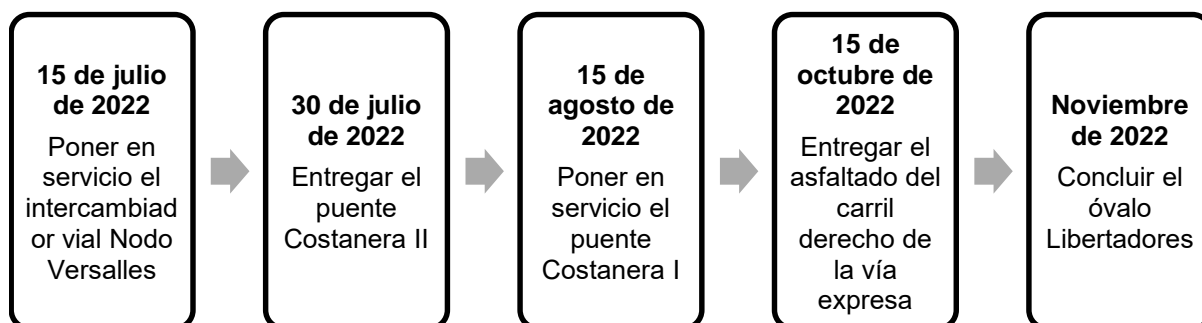 15 de julio
de 2022
Poner en
servicio el
intercambiad
or vial Nodo
Versalles
30 de julio
de 2022
Entregar el
puente
Costanera II
15 de
agosto de
2022
Poner en
servicio el
puente
Costanera I
15 de
octubre de
2022
Entregar el
asfaltado del
carril
derecho de
la vía
expresa
Noviembre
de 2022
Concluir el
óvalo
Libertadores